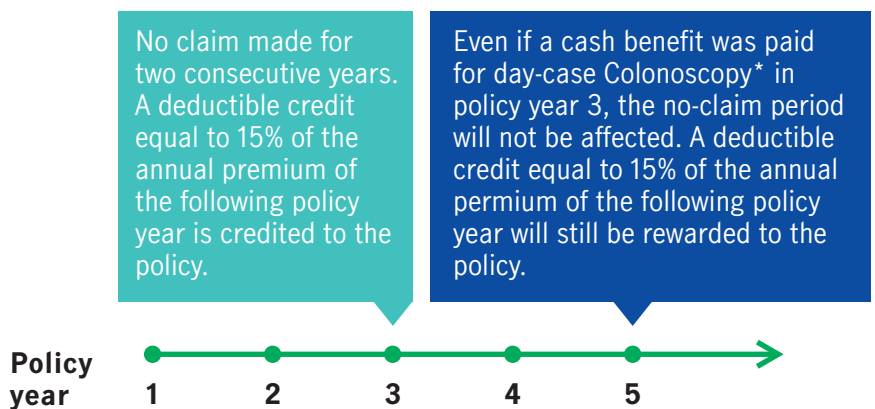 No claim made for
two consecutive years.
A deductible credit
equal to 15% of the
annual premium of
the following policy
year is credited to the
policy.
Even if a cash benefit was paid
for day-case Colonoscopy* in
policy year 3, the no-claim period
will not be affected. A deductible
credit equal to 15% of the annual
permium of the following policy
year will still be rewarded to the
policy.
Policy
year
1 2 3 4 5